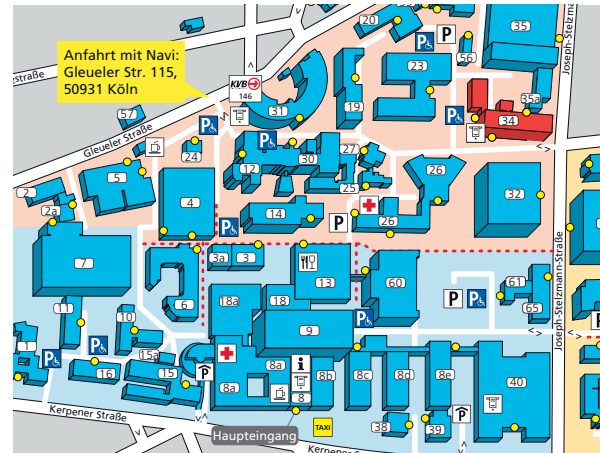 Anfahrt mit Navi:
Gleueler Str. 115,
50931 Köln
KVB
146
20
P
P
35
56
23
19
31
34
35a
P
57
Gleueler Straße
straße
P
P
24
27
30
12
25
5
4
2
2a
14
26
26
P
32
P
7
3a
3
13
60
6
18a
18
61
65
P
P
11
10
9
P
1
P
P
15a
16
15
P
8a
8a
i
8
8b
8c
8d
8e
40
38
39
P
TAXI
Haupteingang
Kerpener Straße
Kerpener S
Joseph-Stelzmann-Straße
Joseph-Stelzm
P